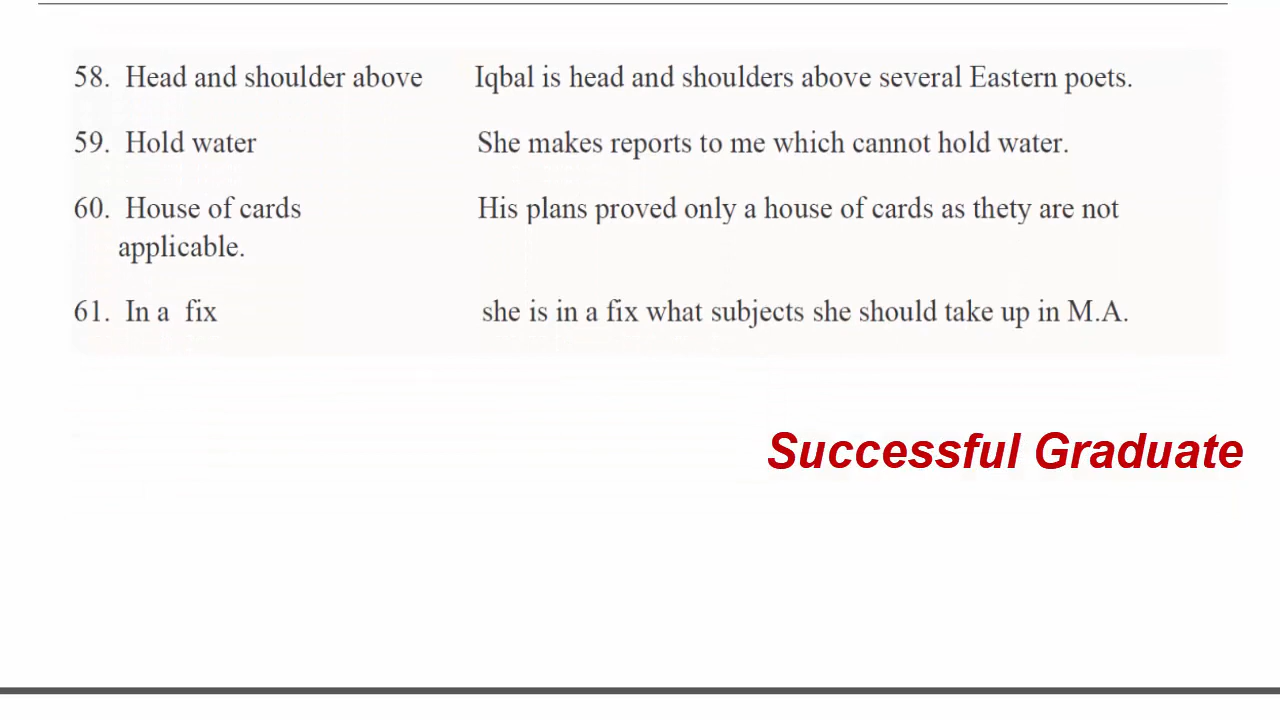 58. Head and shoulder above Iqbal is head and shoulders above several Eastern poets.
59. Hold water She makes reports to me which cannot hold water.
60. House of cards His plans proved only a house of cards as thety are not
applicable.
61. In a fix she is in a fix what subjects she should take up in M.A.
Successful Graduate